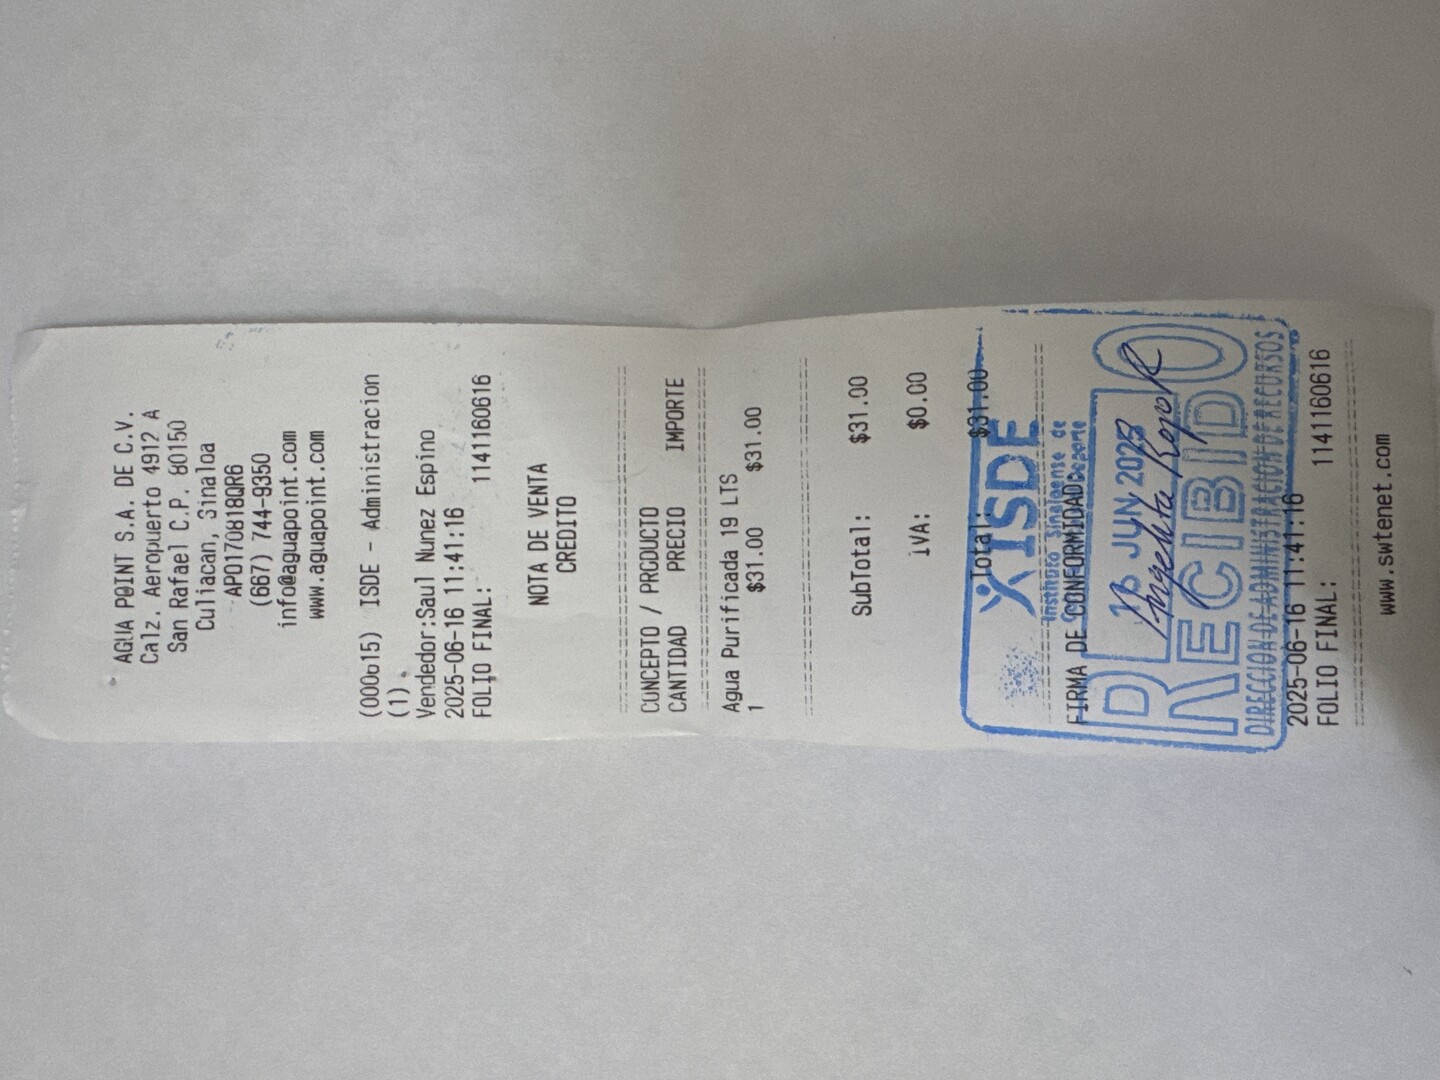 AGUA POINT S.A. DE C.V.
Calz. Aeropuerto 4912 A
San Rafael C.P. 80150
Culiacan, Sinaloa
APO170818QR6
(667) 744-9350
info@aguapoint.com
www.aguapoint.com
(000615) ISDE - Administracion
(1)
Vendedor:Saul Nunez Espino
2025-06-16 11:41:16
FOLIO FINAL: 1141160616
NOTA DE VENTA
CREDITO
CONCEPTO / PRODUCTO
CANTIDAD PRECIO IMPORTE
Agua Purificada 19 LTS
1 $31.00 $31.00
SubTotal: $31.00
IVA: $0.00
Total: $31.00
ISDE
Instituto Sinaloense de
Deporte
FIRMA DE CONFORMIDAD:
JUN 2025
RECIBIDO
DIRECCION DE ADMINISTRACION DE RECURSOS
2025-06-16 11:41:16
FOLIO FINAL: 1141160616
www.swtenet.com